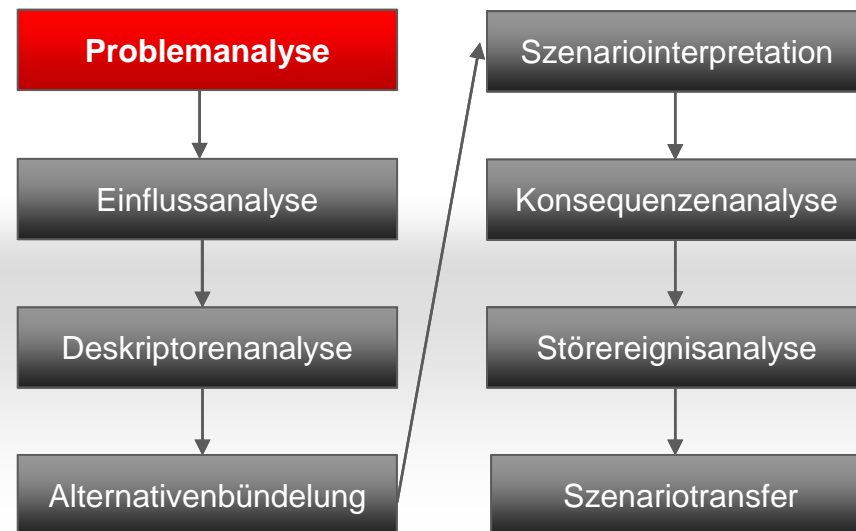 Problemanalyse
Einflussanalyse
Deskriptorenanalyse
Alternativenbündelung
Szenariointerpretation
Konsequenzenanalyse
Störereignisanalyse
Szenariotransfer